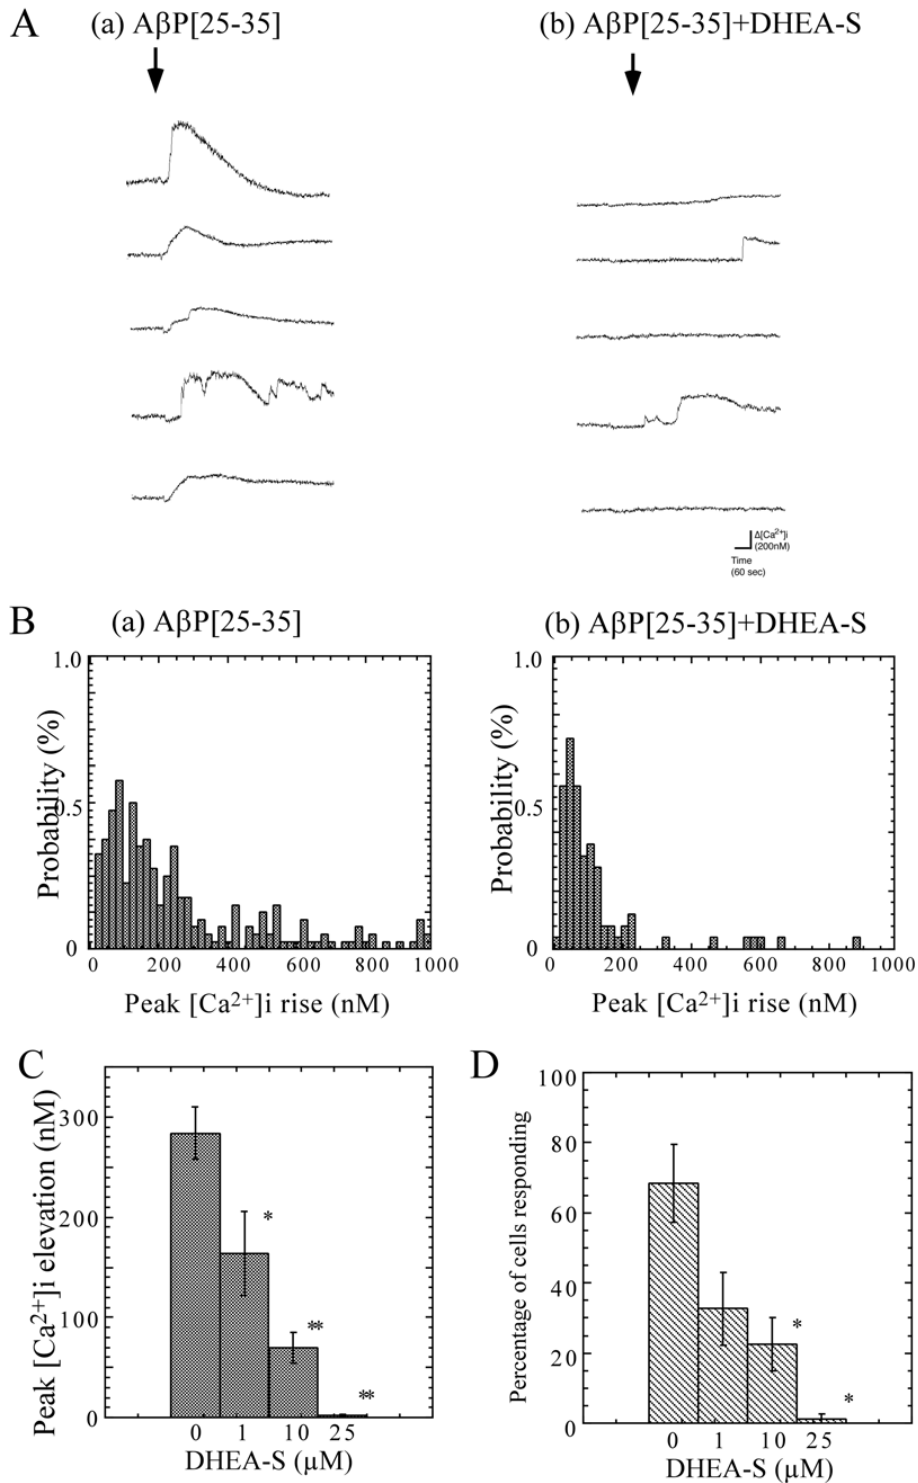 A
(a) AβP[25-35]
(b) AβP[25-35]+DHEA-S
Δ[Ca²⁺]i
(200nM)
Time
(60 sec)
B
(a) AβP[25-35]
(b) AβP[25-35]+DHEA-S
Probability (%)
1.0
0.5
0
0 200 400 600 800 1000
Peak [Ca²⁺]i rise (nM)
Probability (%)
1.0
0.5
0
0 200 400 600 800 1000
Peak [Ca²⁺]i rise (nM)
C
Peak [Ca²⁺]i elevation (nM)
300
200
100
0
*
**
**
0 1 10 25
DHEA-S (µM)
D
Percentage of cells responding
100
80
60
40
20
0
*
*
0 1 10 25
DHEA-S (µM)